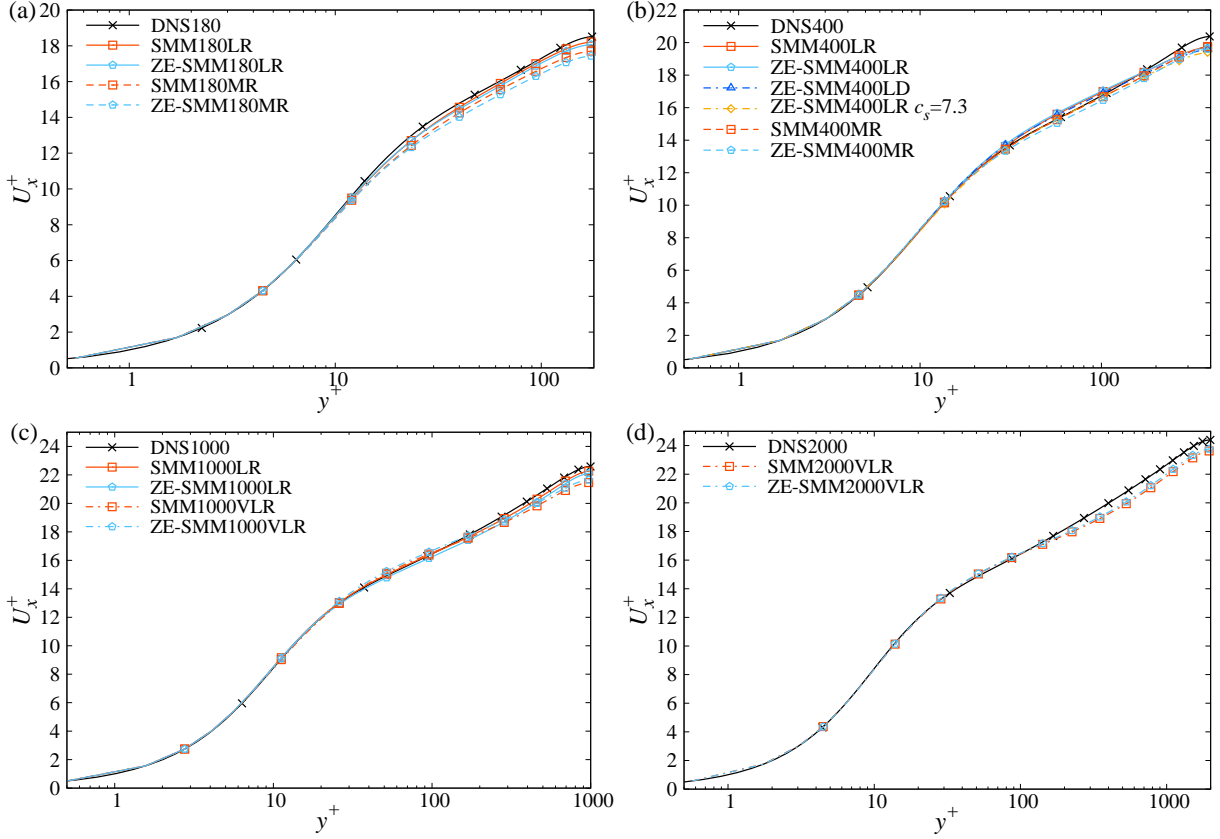 (a)
DNS180
SMM180LR
ZE-SMM180LR
SMM180MR
ZE-SMM180MR
20
18
16
14
12
10
8
6
4
2
0
U_x^+
1 10 100
y^+
(b)
DNS400
SMM400LR
ZE-SMM400LR
ZE-SMM400LD
ZE-SMM400LR c_s=7.3
SMM400MR
ZE-SMM400MR
22
20
18
16
14
12
10
8
6
4
2
0
U_x^+
1 10 100
y^+
(c)
DNS1000
SMM1000LR
ZE-SMM1000LR
SMM1000VLR
ZE-SMM1000VLR
24
22
20
18
16
14
12
10
8
6
4
2
0
U_x^+
1 10 100 1000
y^+
(d)
DNS2000
SMM2000VLR
ZE-SMM2000VLR
24
22
20
18
16
14
12
10
8
6
4
2
0
U_x^+
1 10 100 1000
y^+